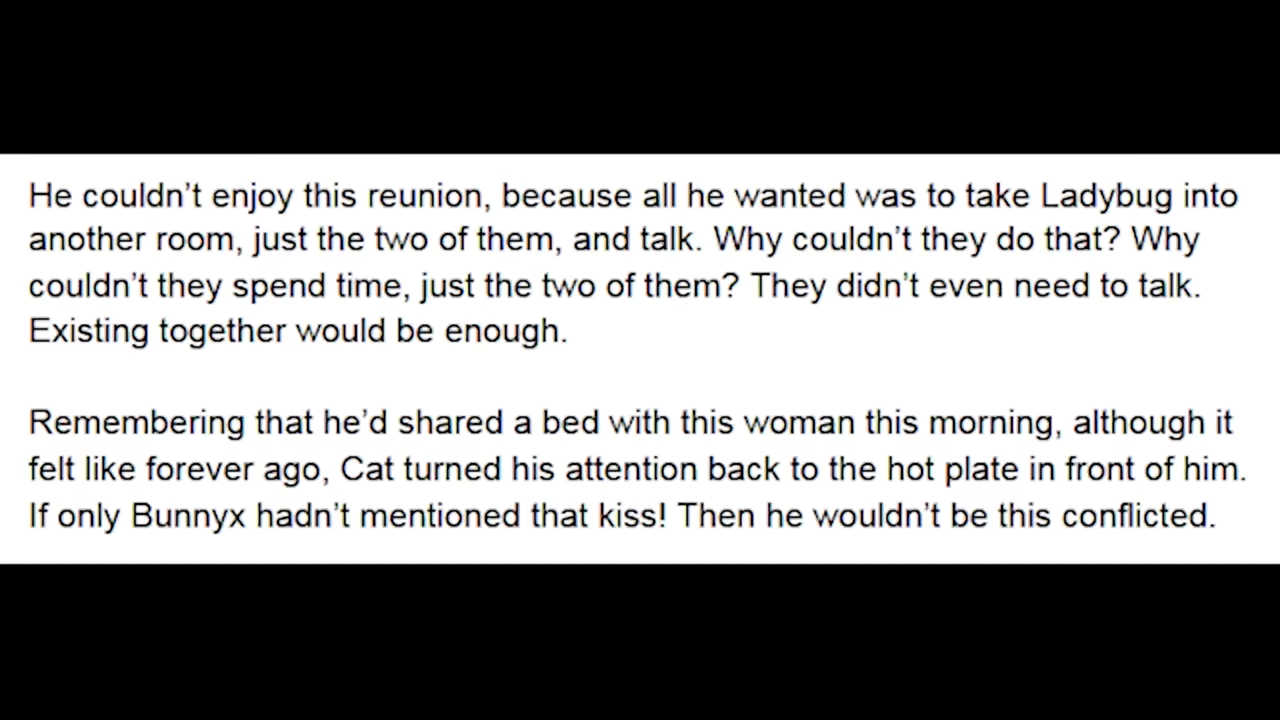 He couldn’t enjoy this reunion, because all he wanted was to take Ladybug into
another room, just the two of them, and talk. Why couldn’t they do that? Why
couldn’t they spend time, just the two of them? They didn’t even need to talk.
Existing together would be enough.
Remembering that he’d shared a bed with this woman this morning, although it
felt like forever ago, Cat turned his attention back to the hot plate in front of him.
If only Bunnyx hadn’t mentioned that kiss! Then he wouldn’t be this conflicted.